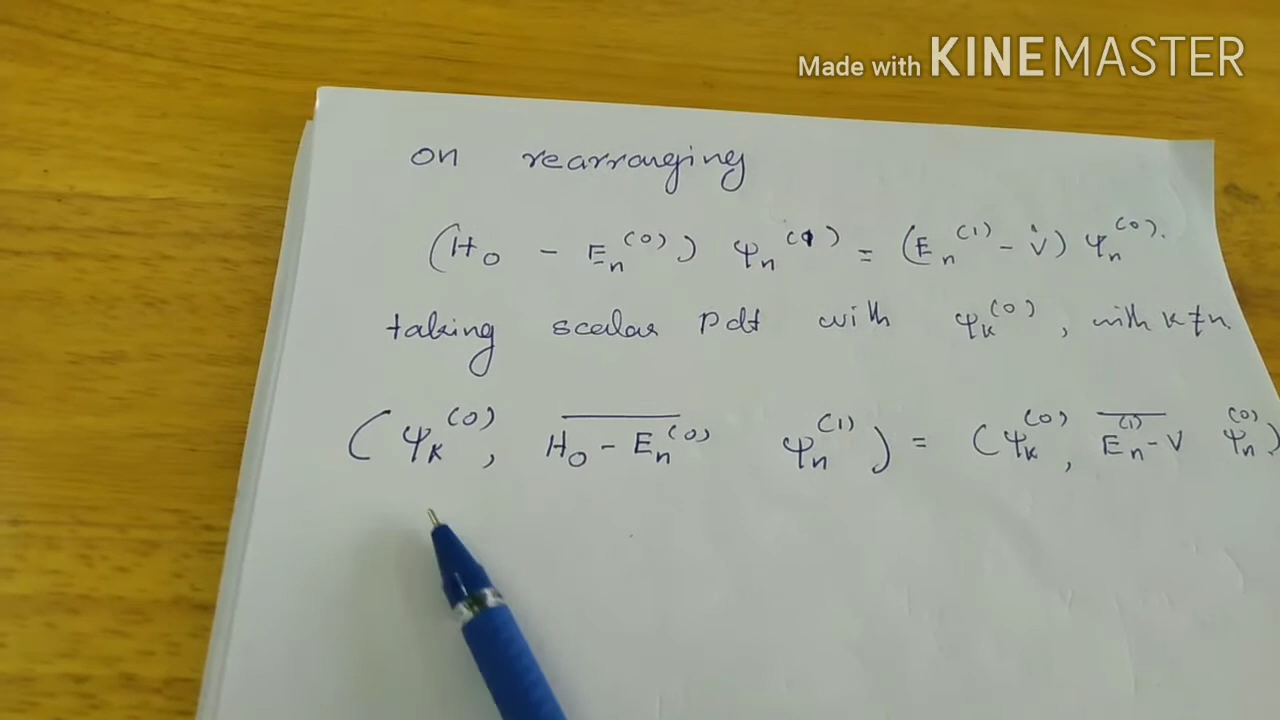 Made with KINEMASTER
on rearranging
(H₀ - Eₙ⁽⁰⁾) ψₙ⁽¹⁾ = (Eₙ⁽¹⁾ - V) ψₙ⁽⁰⁾.
taking scalar Pdt with ψₖ⁽⁰⁾, with k ≠ n
(ψₖ⁽⁰⁾, H₀ - Eₙ⁽⁰⁾ ψₙ⁽¹⁾) = (ψₖ⁽⁰⁾, Eₙ⁽¹⁾ - V ψₙ⁽⁰⁾)